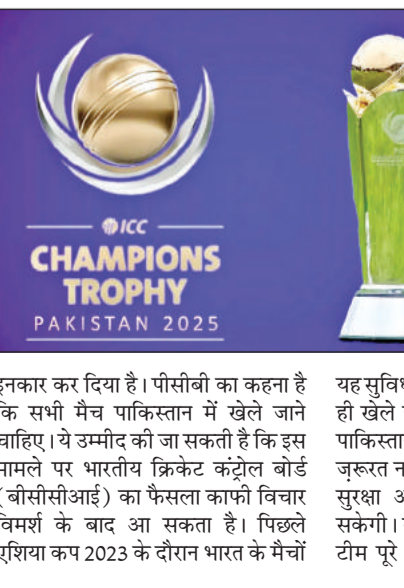 ICC
CHAMPIONS
TROPHY
PAKISTAN 2025
इनकार कर दिया है। पीसीबी का कहना है
कि सभी मैच पाकिस्तान में खेले जाने
चाहिए। ये उम्मीद की जा सकती है कि इस
मामले पर भारतीय क्रिकेट कंट्रोल बोर्ड
(बीसीसीआई) का फैसला काफी विचार
विमर्श के बाद आ सकता है। पिछले
एशिया कप 2023 के दौरान भारत के मैचों
यह
ही खेले
पाकिस्तान
ज़रूरत
सुरक्षा
सकेगी।
टीम पूरे